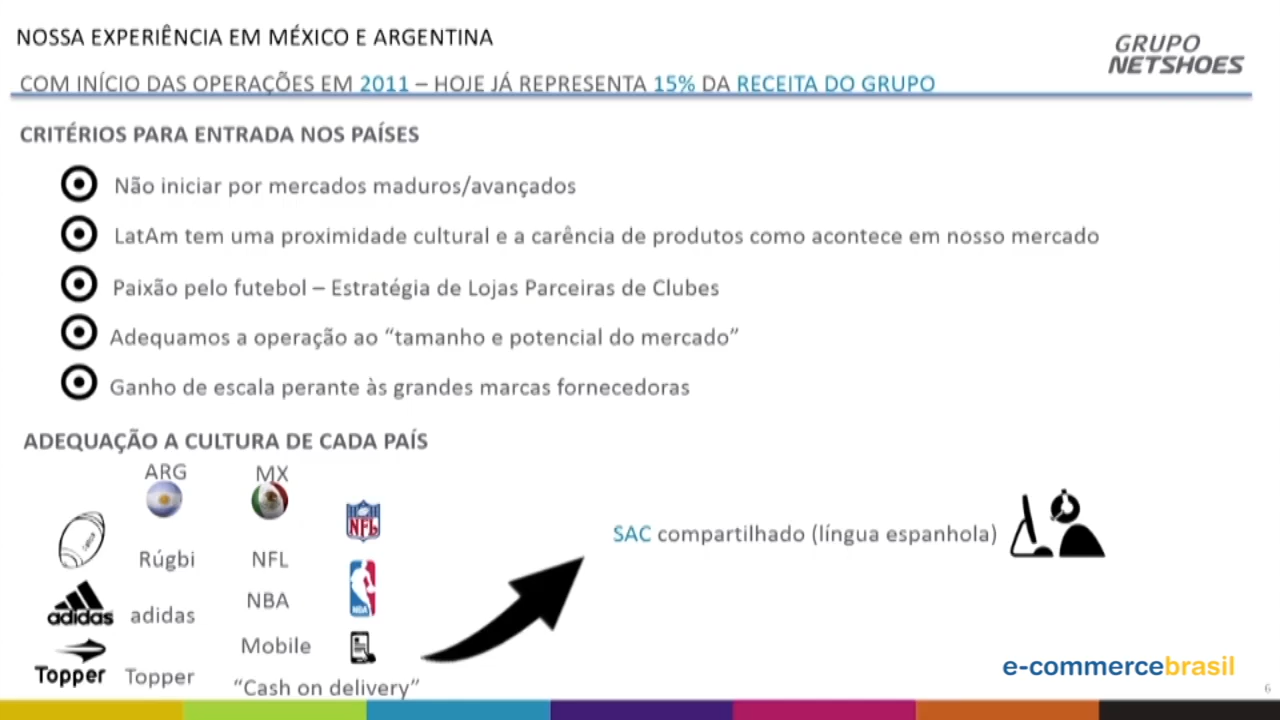 NOSSA EXPERIÊNCIA EM MÉXICO E ARGENTINA
GRUPO
NETSHOES
COM INÍCIO DAS OPERAÇÕES EM 2011 – HOJE JÁ REPRESENTA 15% DA RECEITA DO GRUPO
CRITÉRIOS PARA ENTRADA NOS PAÍSES
Não iniciar por mercados maduros/avançados
LatAm tem uma proximidade cultural e a carência de produtos como acontece em nosso mercado
Paixão pelo futebol – Estratégia de Lojas Parceiras de Clubes
Adequamos a operação ao “tamanho e potencial do mercado”
Ganho de escala perante às grandes marcas fornecedoras
ADEQUAÇÃO A CULTURA DE CADA PAÍS
ARG MX
NFL
SAC compartilhado (língua espanhola)
Rúgbi NFL
NBA
NBA
adidas adidas
Mobile
Topper Topper
“Cash on delivery”
e-commercebrasil
6